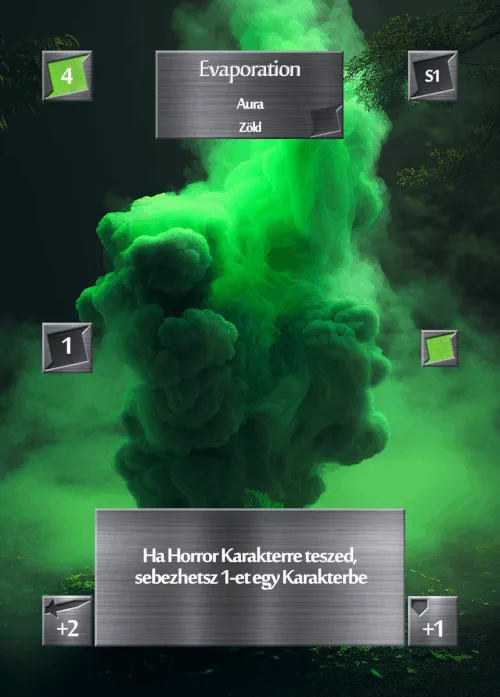 4
Evaporation
S1
Aura
Zöld
1
Ha Horror Karakterre teszed,
sebezhetsz 1-et egy Karakterbe
+2
+1